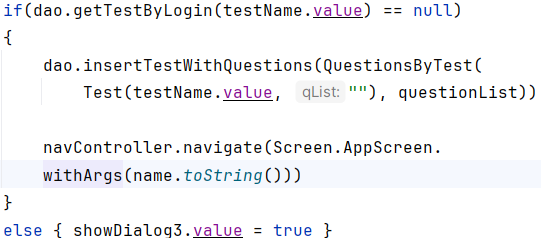 if(dao.getTestByLogin(testName.value) == null)
{
    dao.insertTestWithQuestions(QuestionsByTest(
        Test(testName.value, qList: ""), questionList))

    navController.navigate(Screen.AppScreen.
    withArgs(name.toString()))
}
else { showDialog3.value = true }